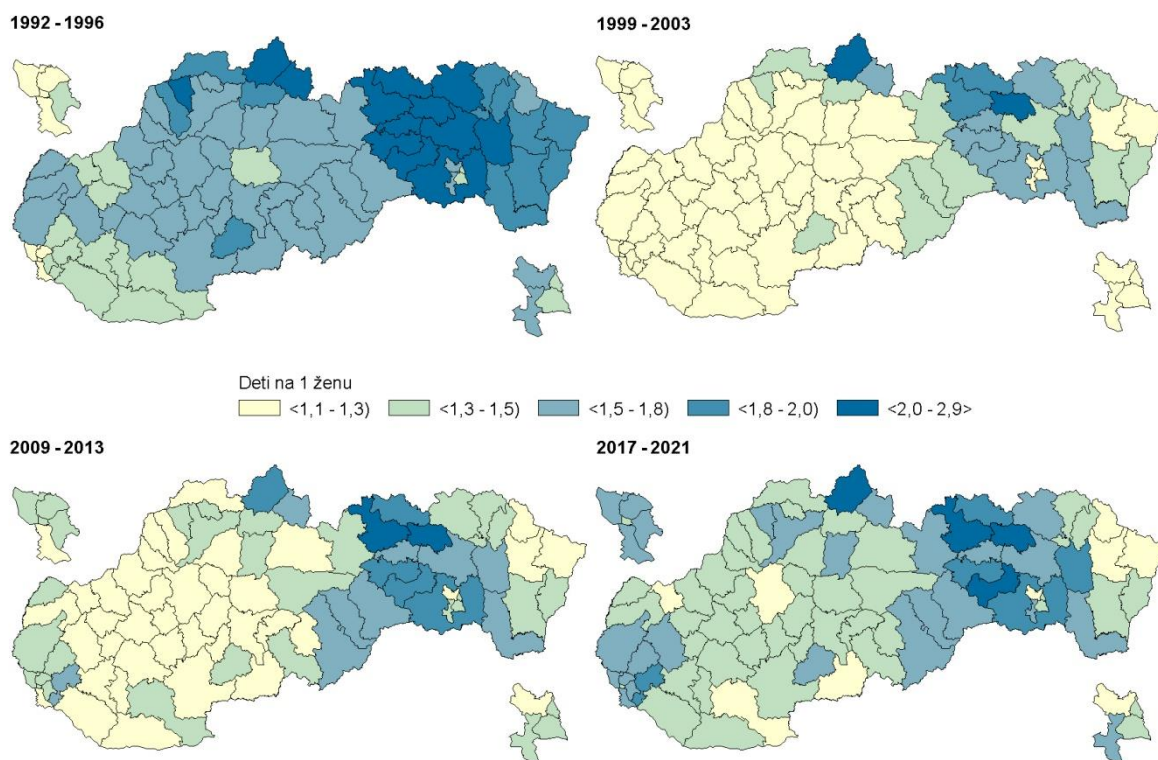 1992 - 1996
1999 - 2003
Deti na 1 ženu
<1,1 - 1,3)
<1,3 - 1,5)
<1,5 - 1,8)
<1,8 - 2,0)
<2,0 - 2,9>
2009 - 2013
2017 - 2021